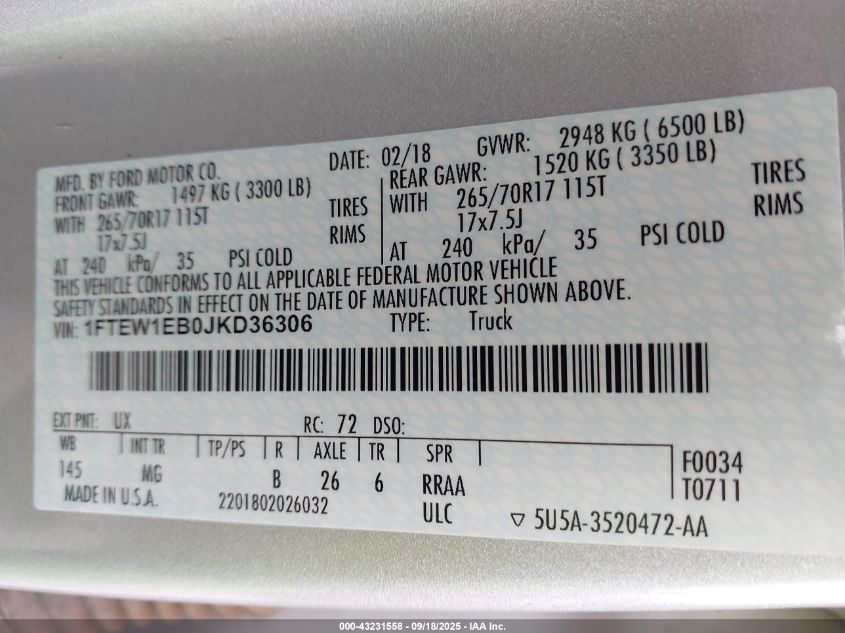 MFD. BY FORD MOTOR CO. DATE: 02/18 GVWR: 2948 KG ( 6500 LB)
FRONT GAWR: 1497 KG ( 3300 LB) REAR GAWR: 1520 KG ( 3350 LB)
WITH 265/70R17 115T TIRES WITH 265/70R17 115T TIRES
17x7.5J RIMS 17x7.5J RIMS
AT 240 kPa/ 35 PSI COLD AT 240 kPa/ 35 PSI COLD
THIS VEHICLE CONFORMS TO ALL APPLICABLE FEDERAL MOTOR VEHICLE
SAFETY STANDARDS IN EFFECT ON THE DATE OF MANUFACTURE SHOWN ABOVE.
VIN: 1FTEW1EB0JKD36306 TYPE: Truck
EXT PNT: UX RC: 72 DSO:
WB INT TR TP/PS R AXLE TR SPR F0034
145 MG B 26 6 RRAA T0711
MADE IN U.S.A. 2201802026032 ULC ▽ 5U5A-3520472-AA
000-43231558 - 09/18/2025 - IAA Inc.